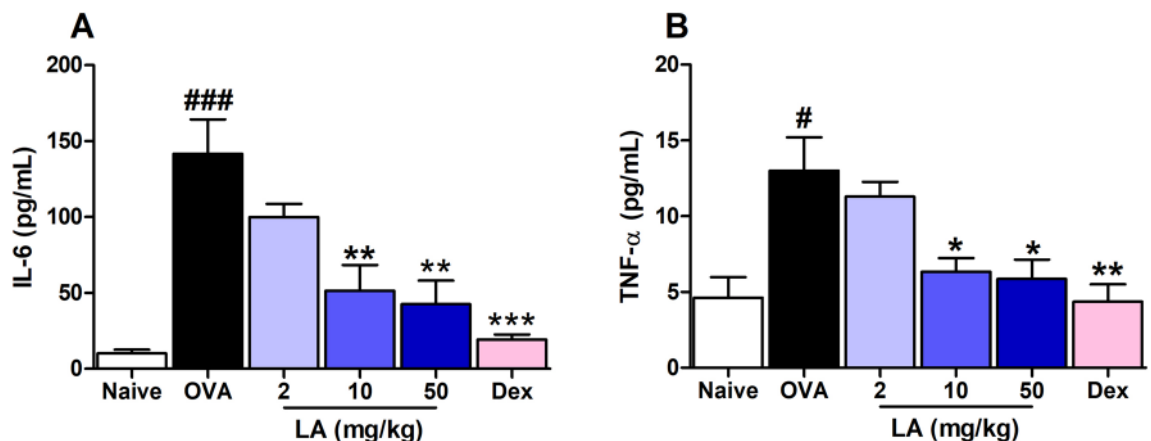 A
IL-6 (pg/mL)
200
150
100
50
0
###
**
**
***
Naive OVA 2 10 50 Dex
LA (mg/kg)
B
TNF-α (pg/mL)
20
15
10
5
0
#
*
*
**
Naive OVA 2 10 50 Dex
LA (mg/kg)